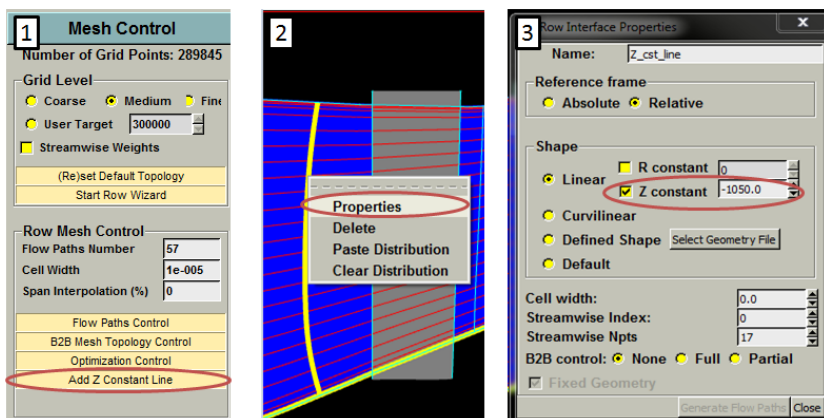 1
Mesh Control
Number of Grid Points: 289845
Grid Level
Coarse Medium Fine
User Target 300000
Streamwise Weights
(Re)set Default Topology
Start Row Wizard
Row Mesh Control
Flow Paths Number 57
Cell Width 1e-005
Span Interpolation (%) 0
Flow Paths Control
B2B Mesh Topology Control
Optimization Control
Add Z Constant Line
2
Properties
Delete
Paste Distribution
Clear Distribution
3
Row Interface Properties X
Name: Z_cst_line
Reference frame
Absolute Relative
Shape
Linear
R constant 0
Z constant -1050.0
Curvilinear
Defined Shape Select Geometry File
Default
Cell width: 0.0
Streamwise Index: 0
Streamwise Npts 17
B2B control: None Full Partial
Fixed Geometry
Generate Flow Paths Close